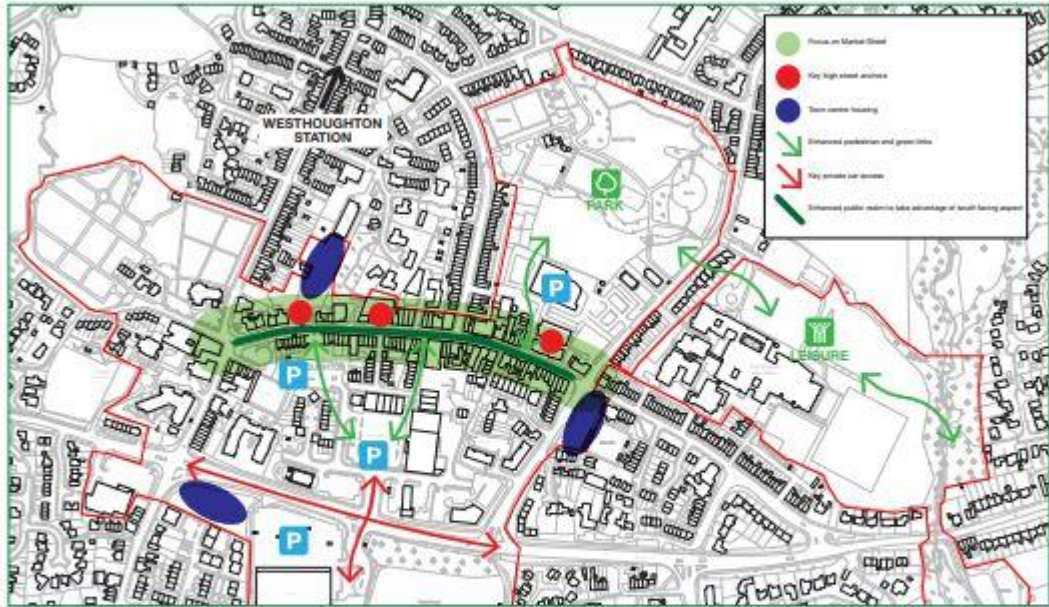 Focus on Market Street
Key high street anchors
Town centre housing
Enhanced pedestrian and green links
Key private car access
Enhanced public realm to take advantage of south facing aspect
WESTHOUGHTON
STATION
PARK
P
LEISURE
P
P
P